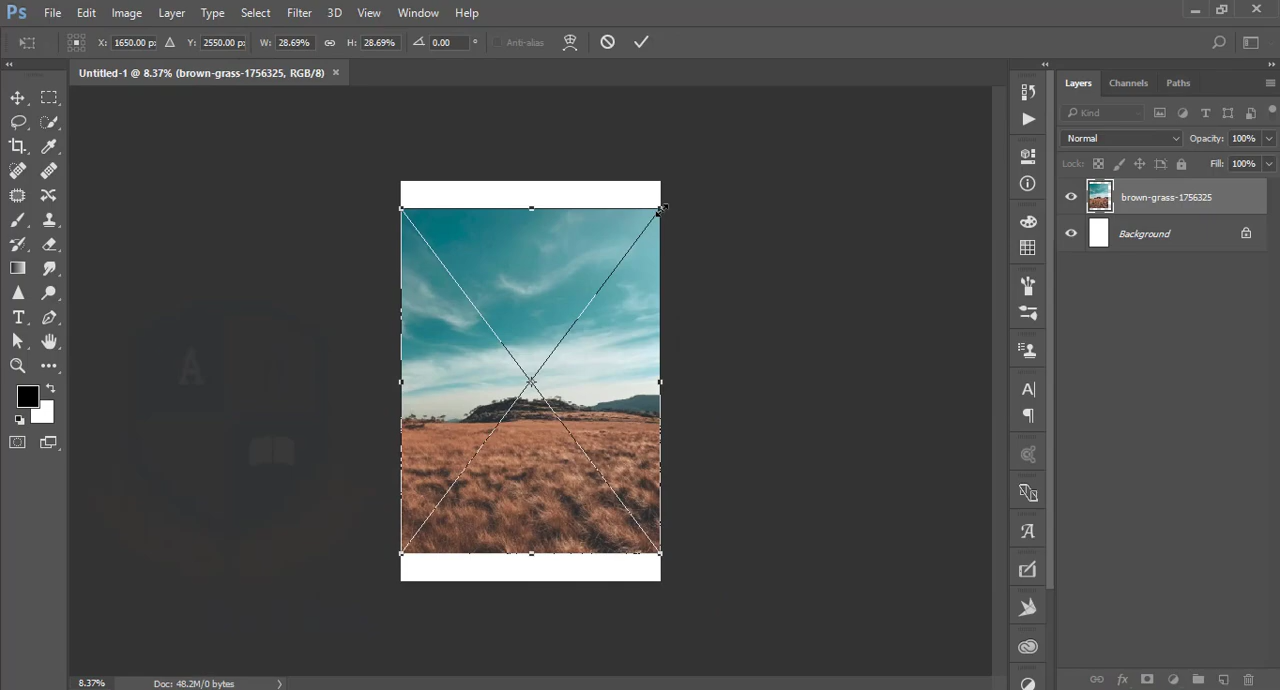 Ps File Edit Image Layer Type Select Filter 3D View Window Help
X: 1650.00 p: Y: 2550.00 p: W: 28.69% H: 28.69% 0.00 ° Anti-alias
Untitled-1 @ 8.37% (brown-grass-1756325, RGB/8) ×
Layers Channels Paths
Kind
Normal Opacity: 100%
Lock: Fill: 100%
brown-grass-1756325
Background
8.37% Doc: 48.2M/0 bytes